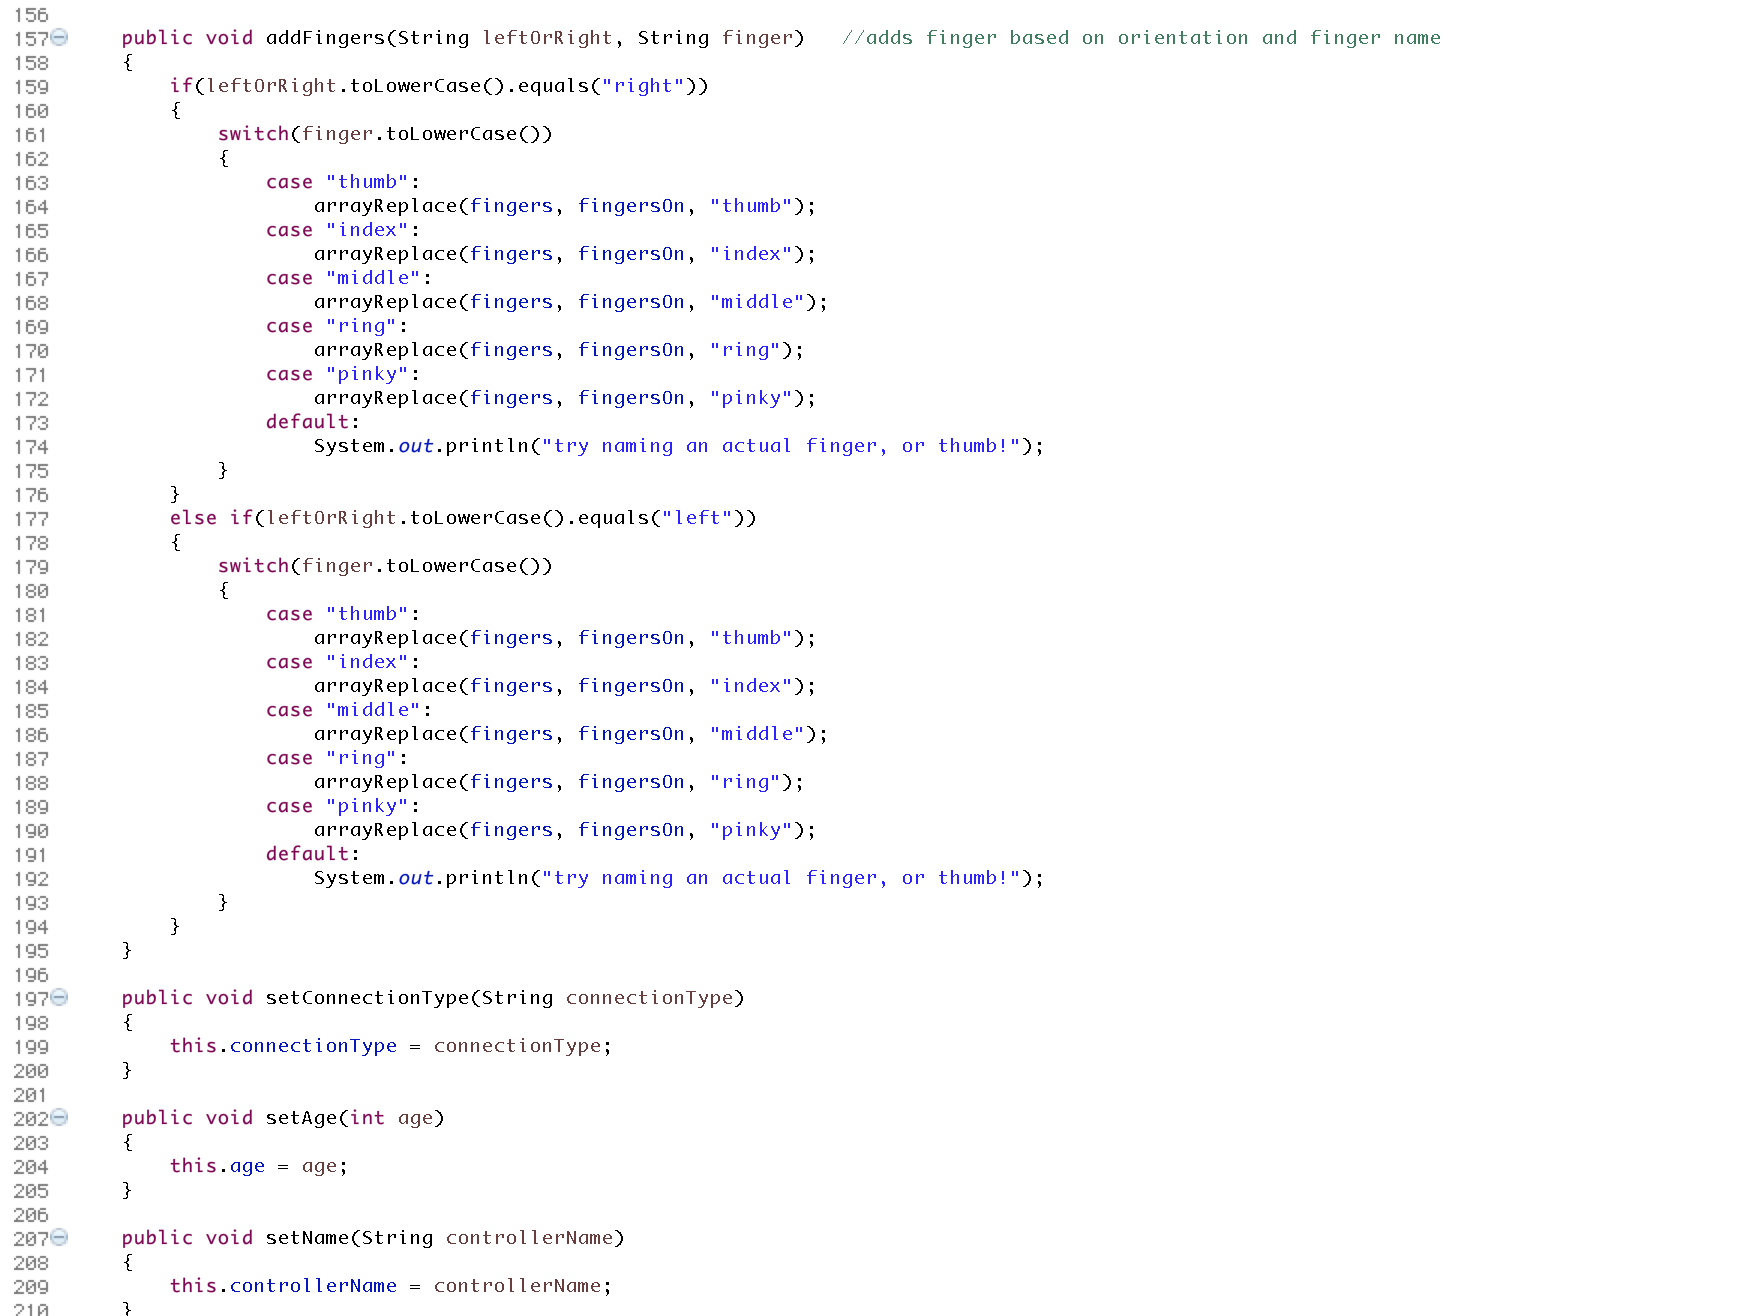 156
157 public void addFingers(String leftOrRight, String finger)   //adds finger based on orientation and finger name
158 {
159 if(leftOrRight.toLowerCase().equals("right"))
160 {
161 switch(finger.toLowerCase())
162 {
163 case "thumb":
164 arrayReplace(fingers, fingersOn, "thumb");
165 case "index":
166 arrayReplace(fingers, fingersOn, "index");
167 case "middle":
168 arrayReplace(fingers, fingersOn, "middle");
169 case "ring":
170 arrayReplace(fingers, fingersOn, "ring");
171 case "pinky":
172 arrayReplace(fingers, fingersOn, "pinky");
173 default:
174 System.out.println("try naming an actual finger, or thumb!");
175 }
176 }
177 else if(leftOrRight.toLowerCase().equals("left"))
178 {
179 switch(finger.toLowerCase())
180 {
181 case "thumb":
182 arrayReplace(fingers, fingersOn, "thumb");
183 case "index":
184 arrayReplace(fingers, fingersOn, "index");
185 case "middle":
186 arrayReplace(fingers, fingersOn, "middle");
187 case "ring":
188 arrayReplace(fingers, fingersOn, "ring");
189 case "pinky":
190 arrayReplace(fingers, fingersOn, "pinky");
191 default:
192 System.out.println("try naming an actual finger, or thumb!");
193 }
194 }
195 }
196
197 public void setConnectionType(String connectionType)
198 {
199 this.connectionType = connectionType;
200 }
201
202 public void setAge(int age)
203 {
204 this.age = age;
205 }
206
207 public void setName(String controllerName)
208 {
209 this.controllerName = controllerName;
210 }